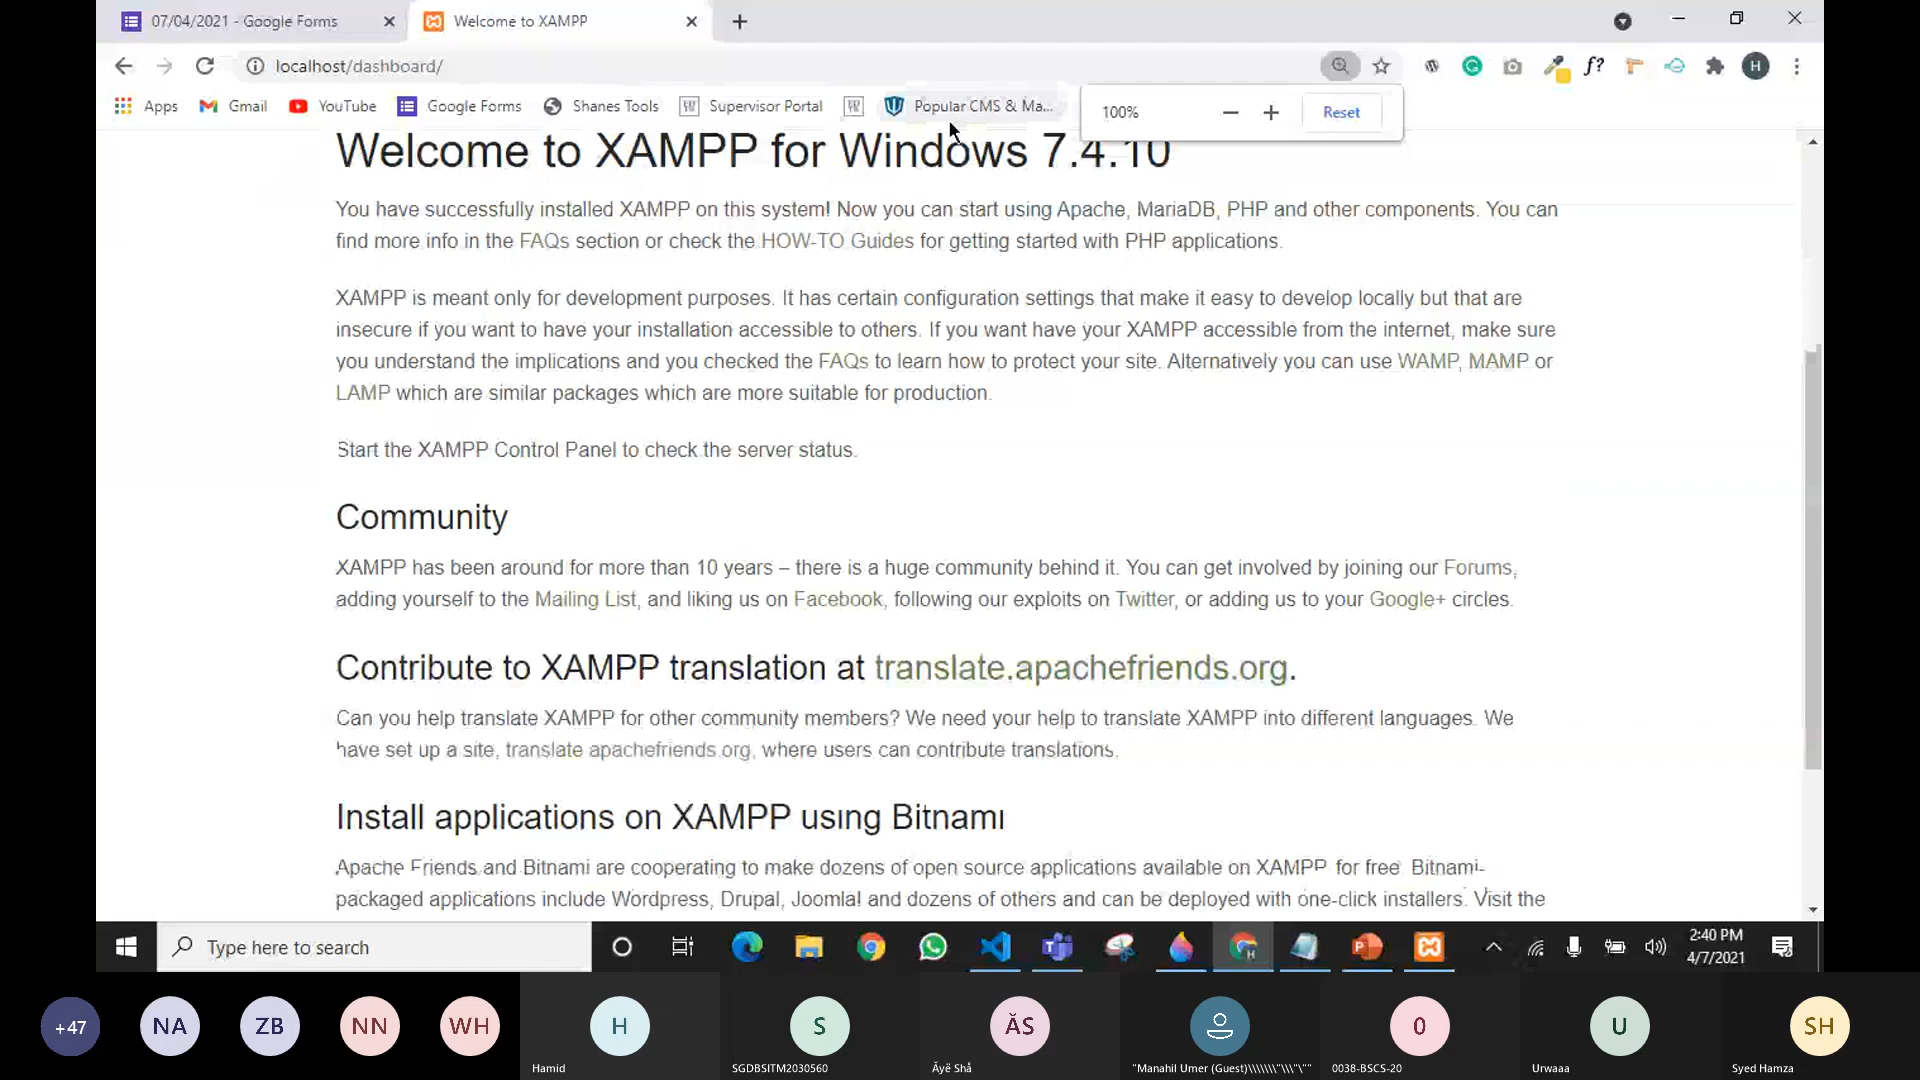 07/04/2021 - Google Forms
Welcome to XAMPP
localhost/dashboard/
f?
H
Apps
Gmail
YouTube
Google Forms
Shanes Tools
Supervisor Portal
Popular CMS & Ma...
100%
Reset
Welcome to XAMPP for Windows 7.4.10
You have successfully installed XAMPP on this system! Now you can start using Apache, MariaDB, PHP and other components. You can
find more info in the FAQs section or check the HOW-TO Guides for getting started with PHP applications.
XAMPP is meant only for development purposes. It has certain configuration settings that make it easy to develop locally but that are
insecure if you want to have your installation accessible to others. If you want have your XAMPP accessible from the internet, make sure
you understand the implications and you checked the FAQs to learn how to protect your site. Alternatively you can use WAMP, MAMP or
LAMP which are similar packages which are more suitable for production.
Start the XAMPP Control Panel to check the server status.
Community
XAMPP has been around for more than 10 years – there is a huge community behind it. You can get involved by joining our Forums,
adding yourself to the Mailing List, and liking us on Facebook, following our exploits on Twitter, or adding us to your Google+ circles.
Contribute to XAMPP translation at translate.apachefriends.org.
Can you help translate XAMPP for other community members? We need your help to translate XAMPP into different languages. We
have set up a site, translate.apachefriends.org, where users can contribute translations.
Install applications on XAMPP using Bitnami
Apache Friends and Bitnami are cooperating to make dozens of open source applications available on XAMPP, for free. Bitnami-
packaged applications include Wordpress, Drupal, Joomla! and dozens of others and can be deployed with one-click installers. Visit the
Type here to search
2:40 PM
4/7/2021
+47
NA
ZB
NN
WH
H
S
ĂS
0
U
SH
Hamid
SGDBSITM2030560
Ăyë Shå
"Manahil Umer (Guest)\\\\\\\"\\\"\""
0038-BSCS-20
Urwaaa
Syed Hamza